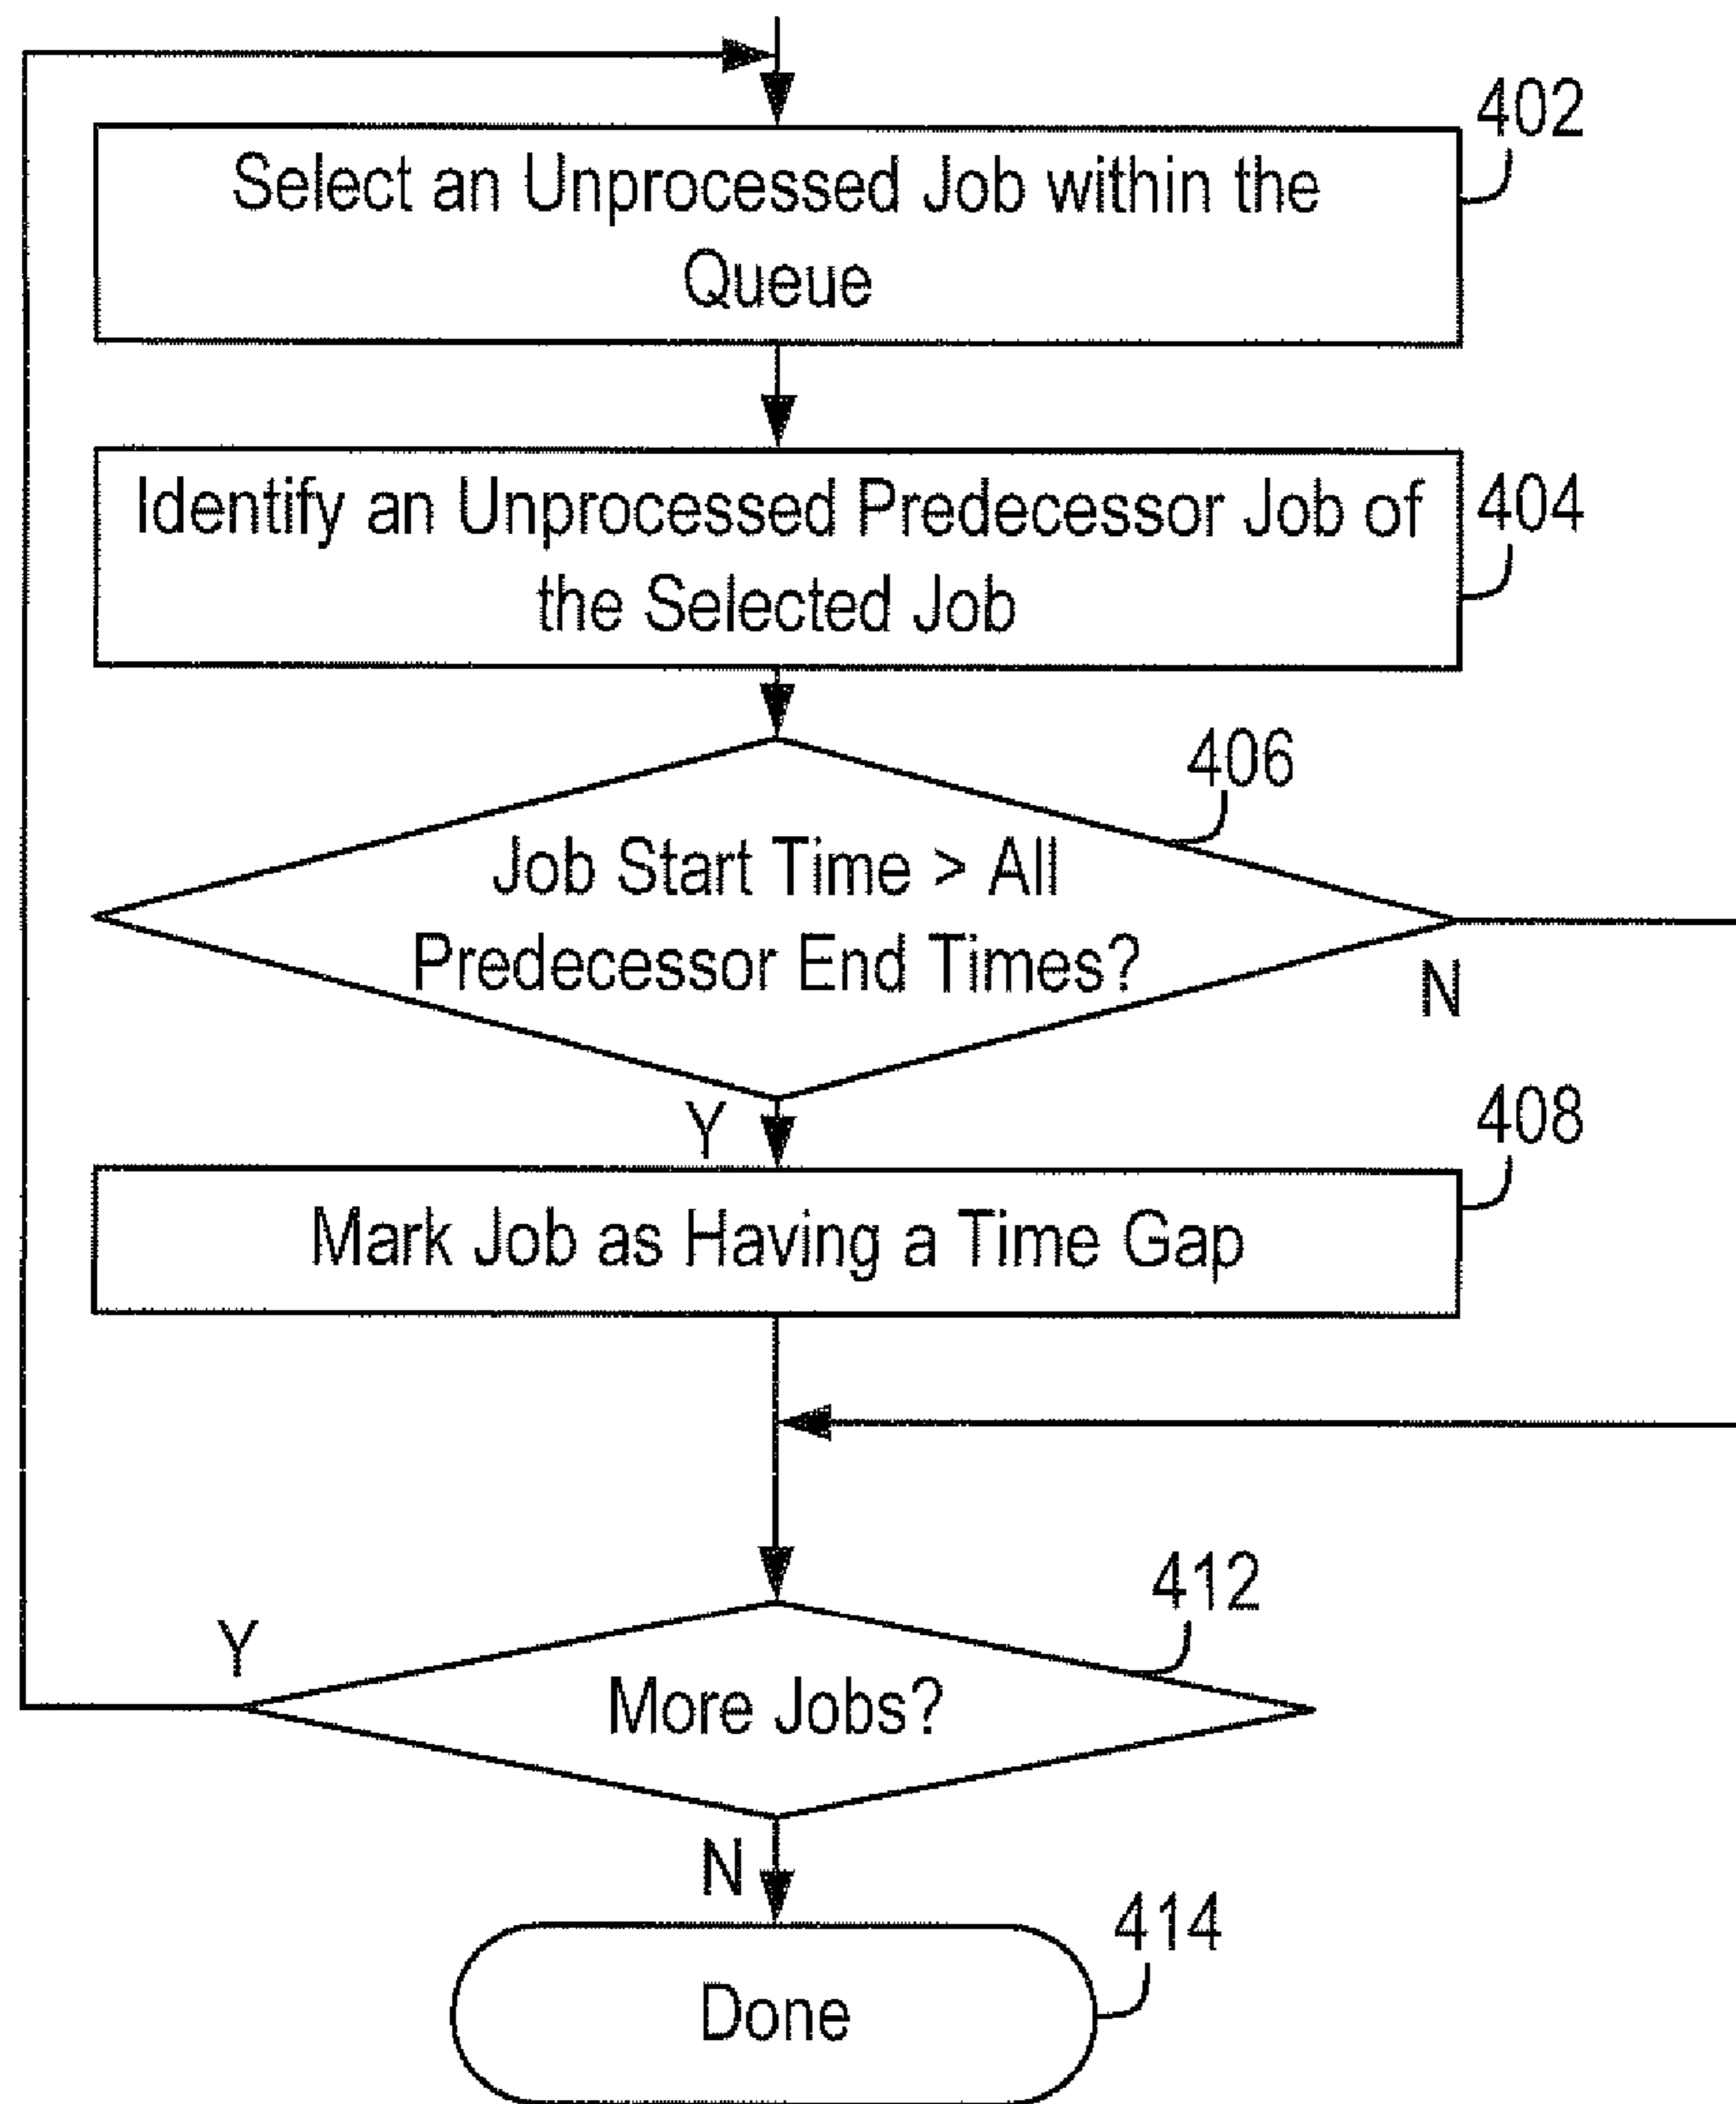 402
Select an Unprocessed Job within the
Queue
Identify an Unprocessed Predecessor Job of
404
the Selected Job
406
Job Start Time > All
Predecessor End Times?
N
Y
408
Mark Job as Having a Time Gap
412
Y
More Jobs?
N
414
Done